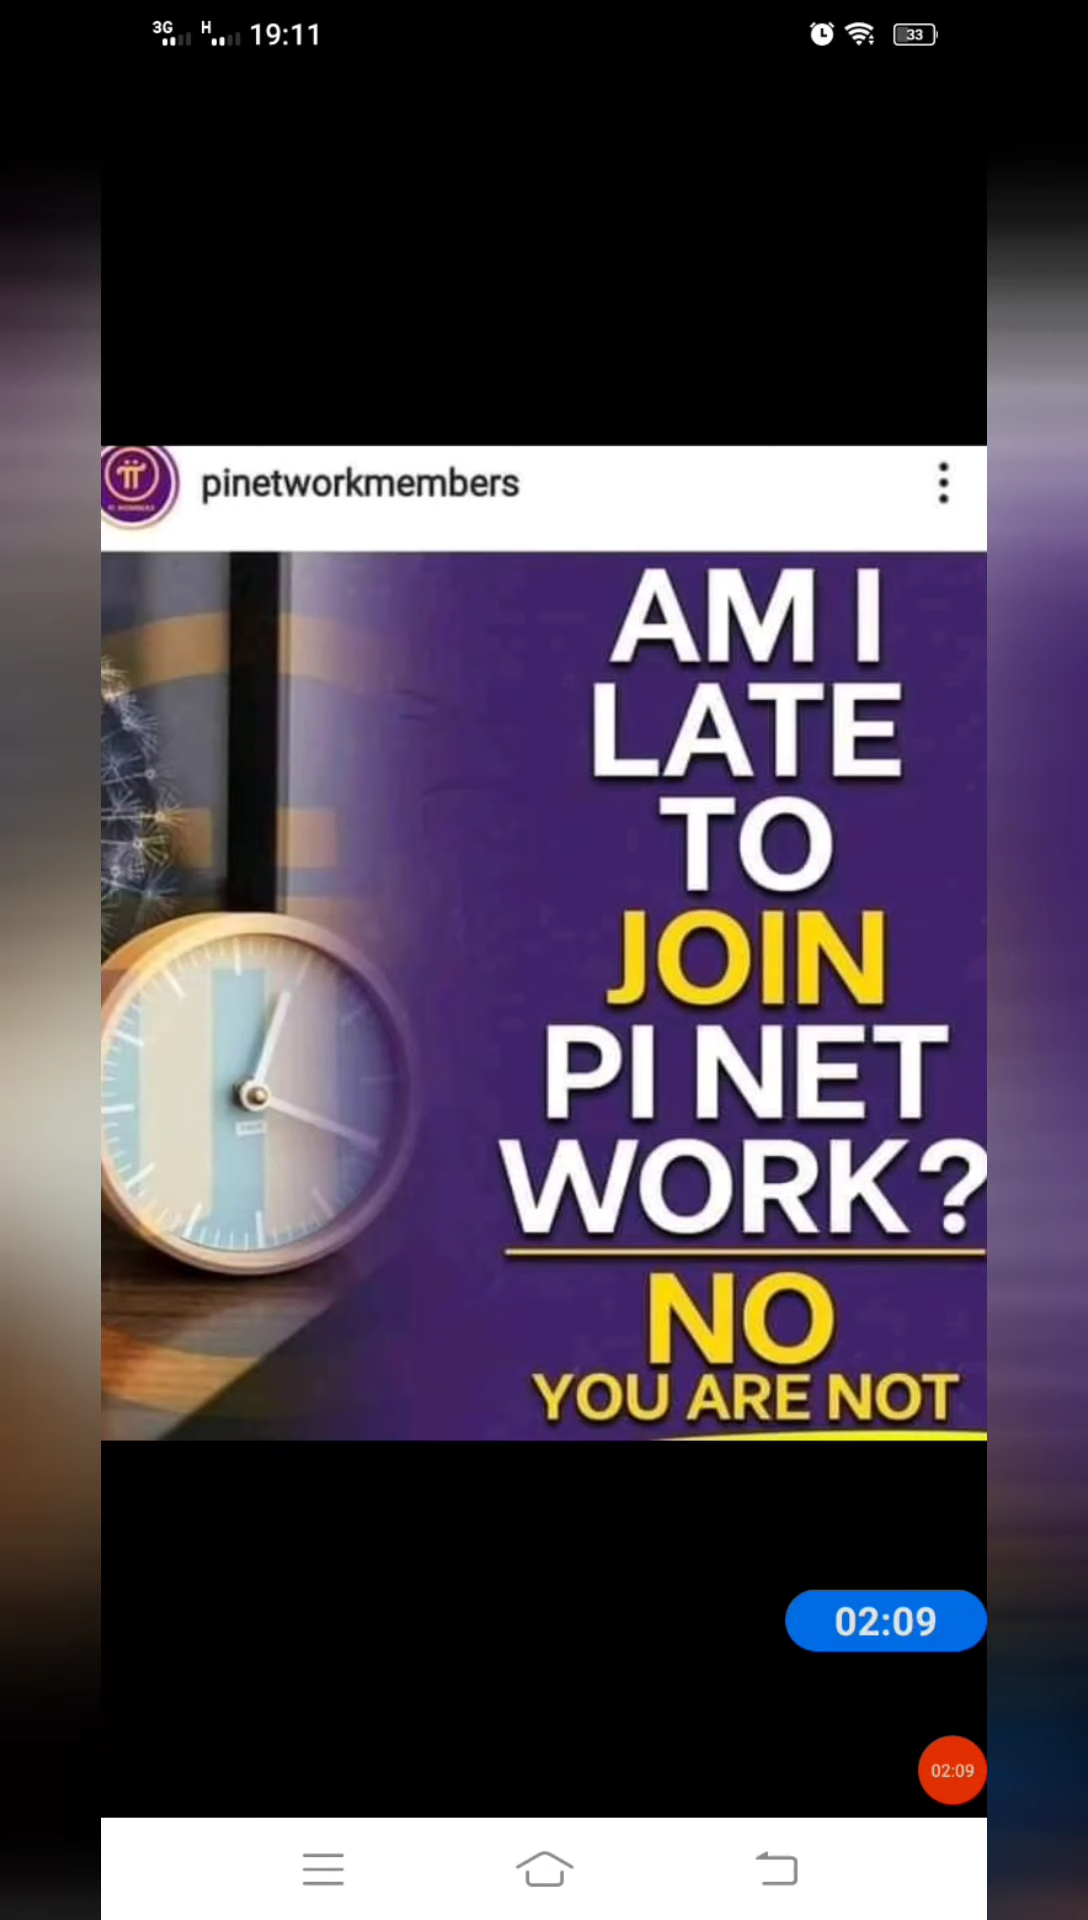 3G H 19:11 33
pinetworkmembers
AM I
LATE
TO
JOIN
PI NET
WORK?
NO
YOU ARE NOT
02:09
02:09